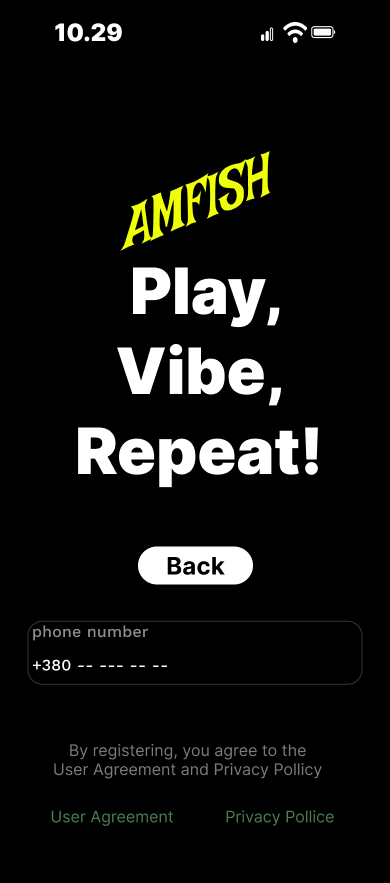 10.29
AMFISH
Play,
Vibe,
Repeat!
Back
phone number
+380 -- --- -- --
By registering, you agree to the
User Agreement and Privacy Pollicy
User Agreement
Privacy Pollice